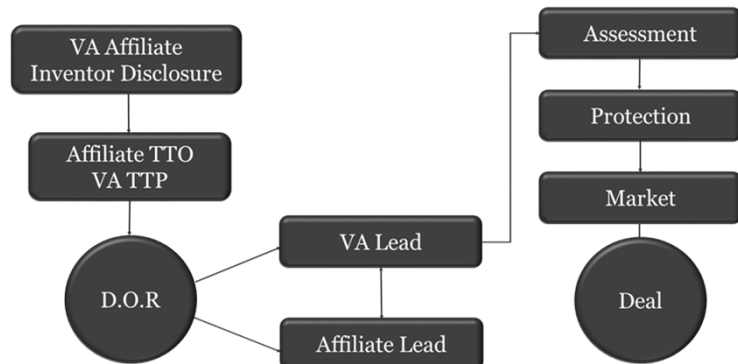 VA Affiliate
Inventor Disclosure
Affiliate TTO
VA TTP
D.O.R
VA Lead
Affiliate Lead
Assessment
Protection
Market
Deal